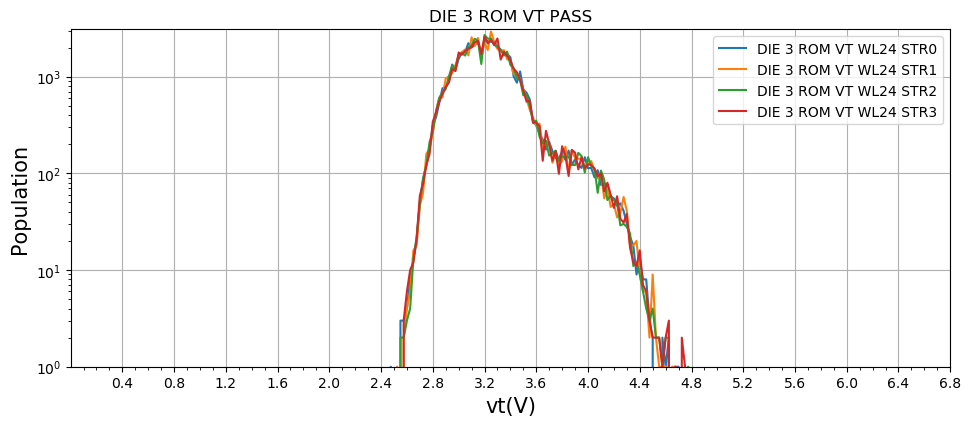 DIE 3 ROM VT PASS
DIE 3 ROM VT WL24 STR0
DIE 3 ROM VT WL24 STR1
DIE 3 ROM VT WL24 STR2
DIE 3 ROM VT WL24 STR3
Population
10³
10²
10¹
10⁰
0.4 0.8 1.2 1.6 2.0 2.4 2.8 3.2 3.6 4.0 4.4 4.8 5.2 5.6 6.0 6.4 6.8
vt(V)